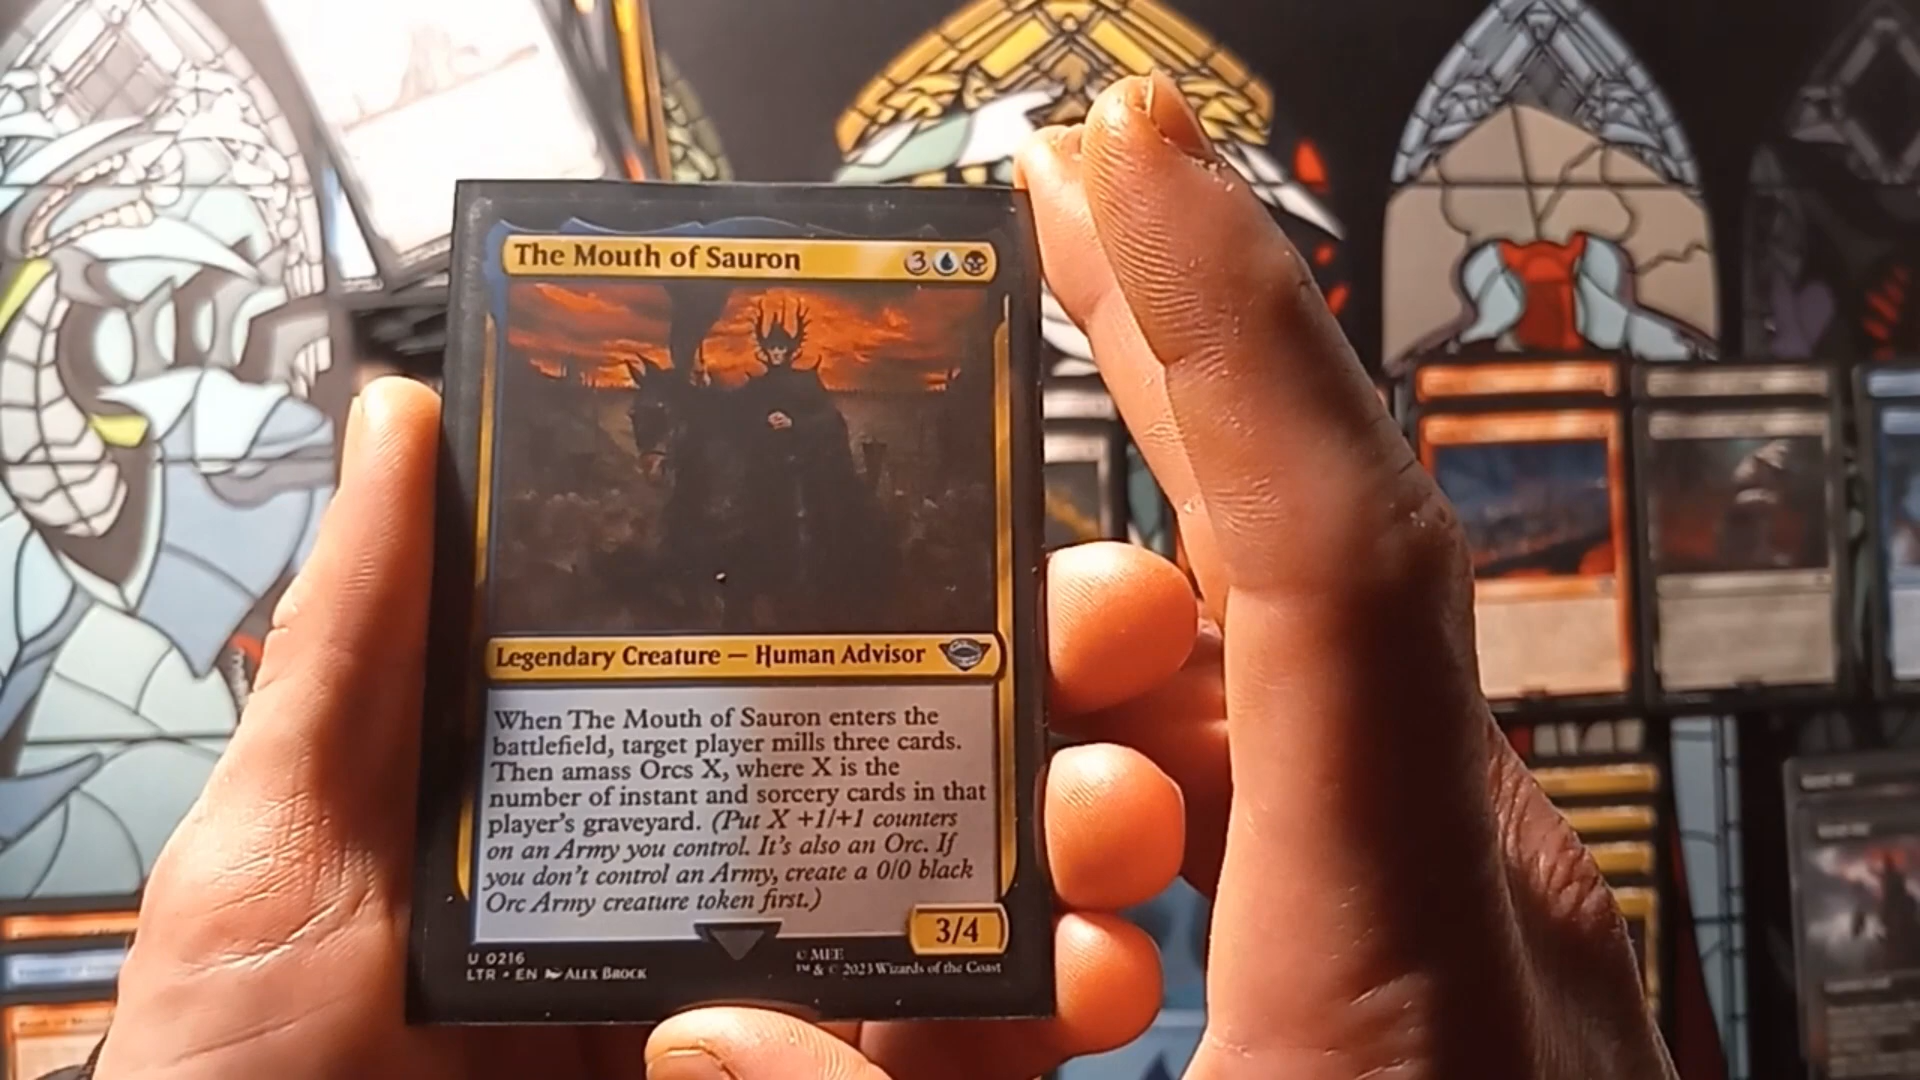 The Mouth of Sauron 3
Legendary Creature — Human Advisor
When The Mouth of Sauron enters the
battlefield, target player mills three cards.
Then amass Orcs X, where X is the
number of instant and sorcery cards in that
player's graveyard. (Put X +1/+1 counters
on an Army you control. It's also an Orc. If
you don't control an Army, create a 0/0 black
Orc Army creature token first.)
3/4
U 0216
LTR • EN ALEX BROCK
© MEE
™ & © 2023 Wizards of the Coast